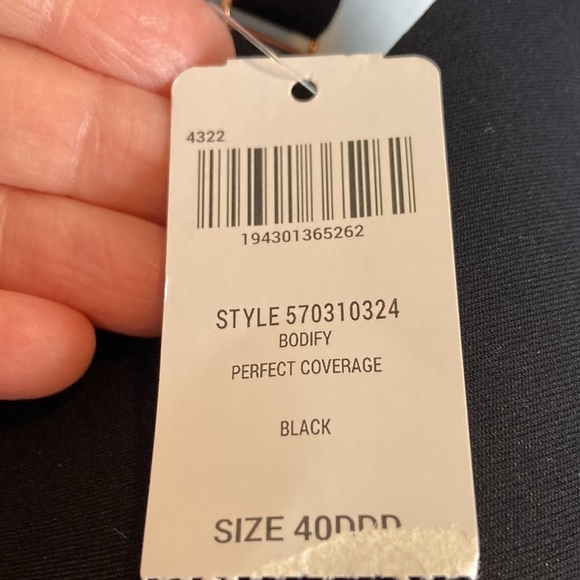 4322
194301365262
STYLE 570310324
BODIFY
PERFECT COVERAGE
BLACK
SIZE 40DDD